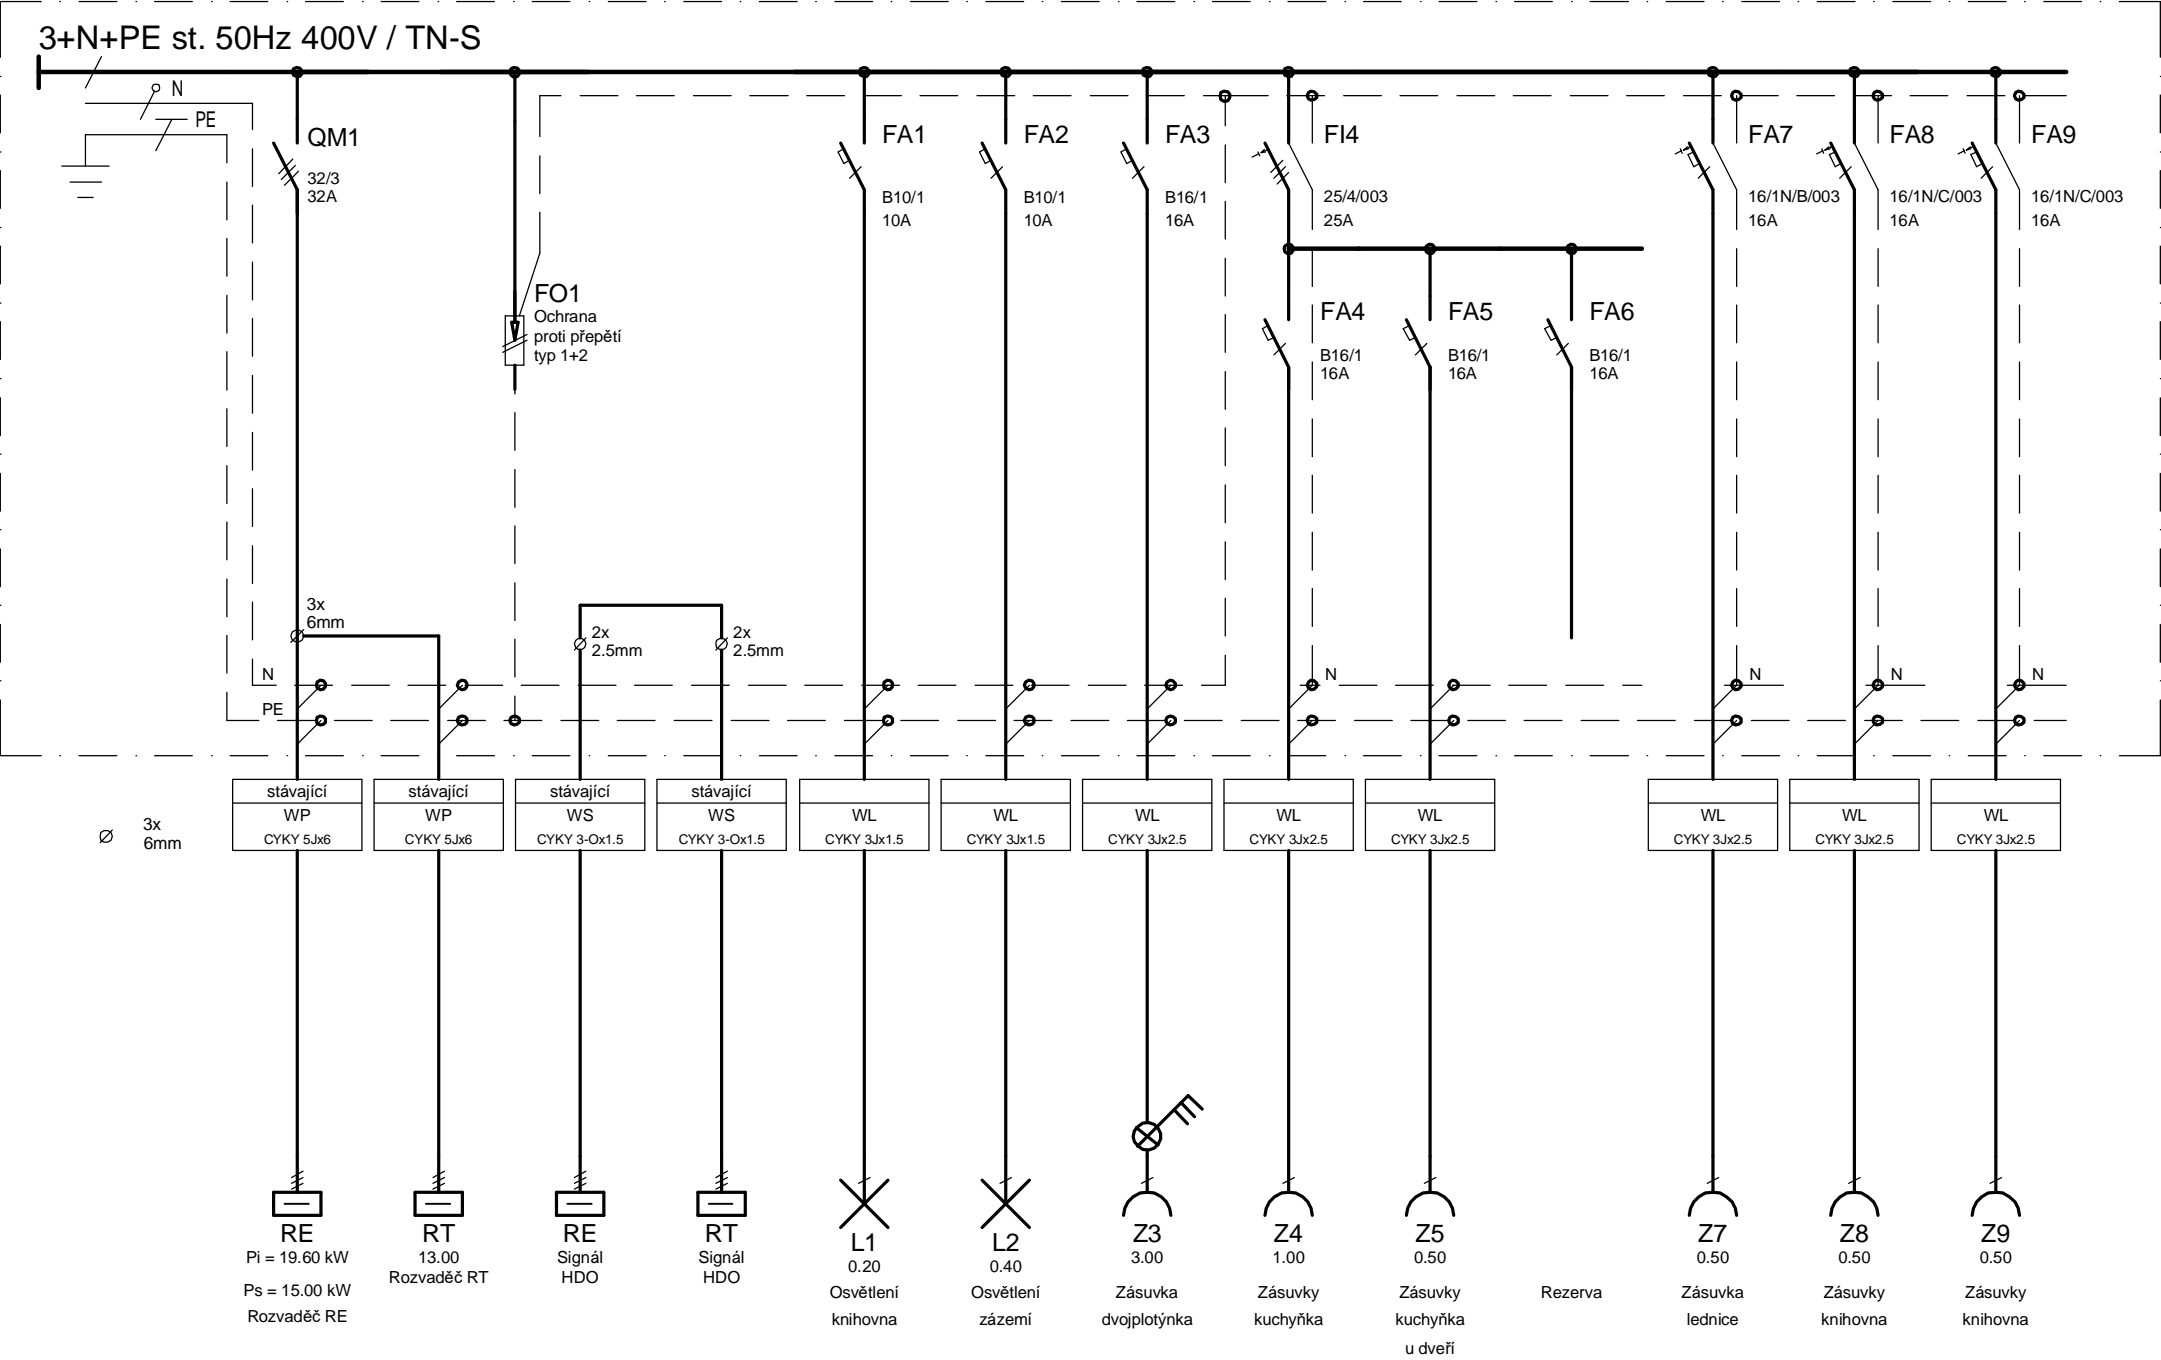 3+N+PE st. 50Hz 400V / TN-S
N
PE
QM1
32/3
32A
FO1
Ochrana
proti přepětí
typ 1+2
FA1
B10/1
10A
FA2
B10/1
10A
FA3
B16/1
16A
FI4
25/4/003
25A
FA4
B16/1
16A
FA5
B16/1
16A
FA6
B16/1
16A
FA7
16/1N/B/003
16A
FA8
16/1N/C/003
16A
FA9
16/1N/C/003
16A
3x
6mm
2x
2.5mm
2x
2.5mm
N
N
N
N
N
PE
3x
6mm
stávající
WP
CYKY 5Jx6
stávající
WP
CYKY 5Jx6
stávající
WS
CYKY 3-Ox1.5
stávající
WS
CYKY 3-Ox1.5
WL
CYKY 3Jx1.5
WL
CYKY 3Jx1.5
WL
CYKY 3Jx2.5
WL
CYKY 3Jx2.5
WL
CYKY 3Jx2.5
WL
CYKY 3Jx2.5
WL
CYKY 3Jx2.5
WL
CYKY 3Jx2.5
RE
Pi = 19.60 kW
Ps = 15.00 kW
Rozvaděč RE
RT
13.00
Rozvaděč RT
RE
Signál
HDO
RT
Signál
HDO
L1
0.20
Osvětlení
knihovna
L2
0.40
Osvětlení
zázemí
Z3
3.00
Zásuvka
dvojplotýnka
Z4
1.00
Zásuvky
kuchyňka
Z5
0.50
Zásuvky
kuchyňka
u dveří
Rezerva
Z7
0.50
Zásuvka
lednice
Z8
0.50
Zásuvky
knihovna
Z9
0.50
Zásuvky
knihovna